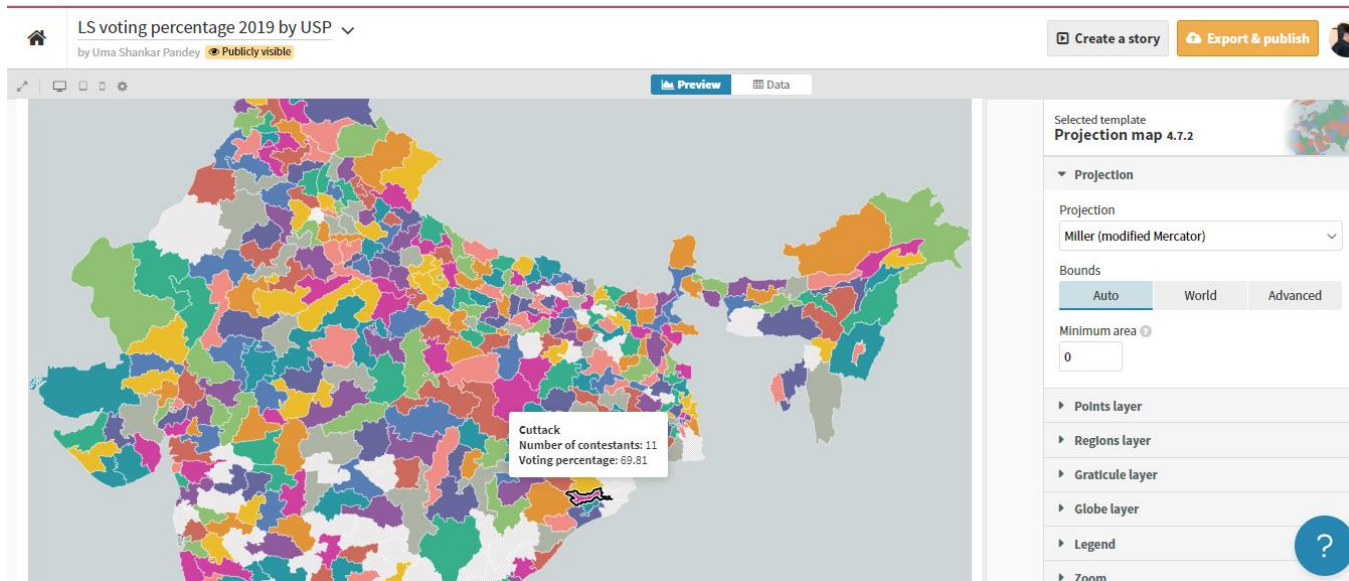 LS voting percentage 2019 by USP
by Uma Shankar Pandey Publicly visible
Create a story
Export & publish
Preview
Data
Selected template
Projection map 4.7.2
Projection
Projection
Miller (modified Mercator)
Bounds
Auto World Advanced
Minimum area ?
0
Points layer
Regions layer
Graticule layer
Globe layer
Legend
Zoom
?
Cuttack
Number of contestants: 11
Voting percentage: 69.81